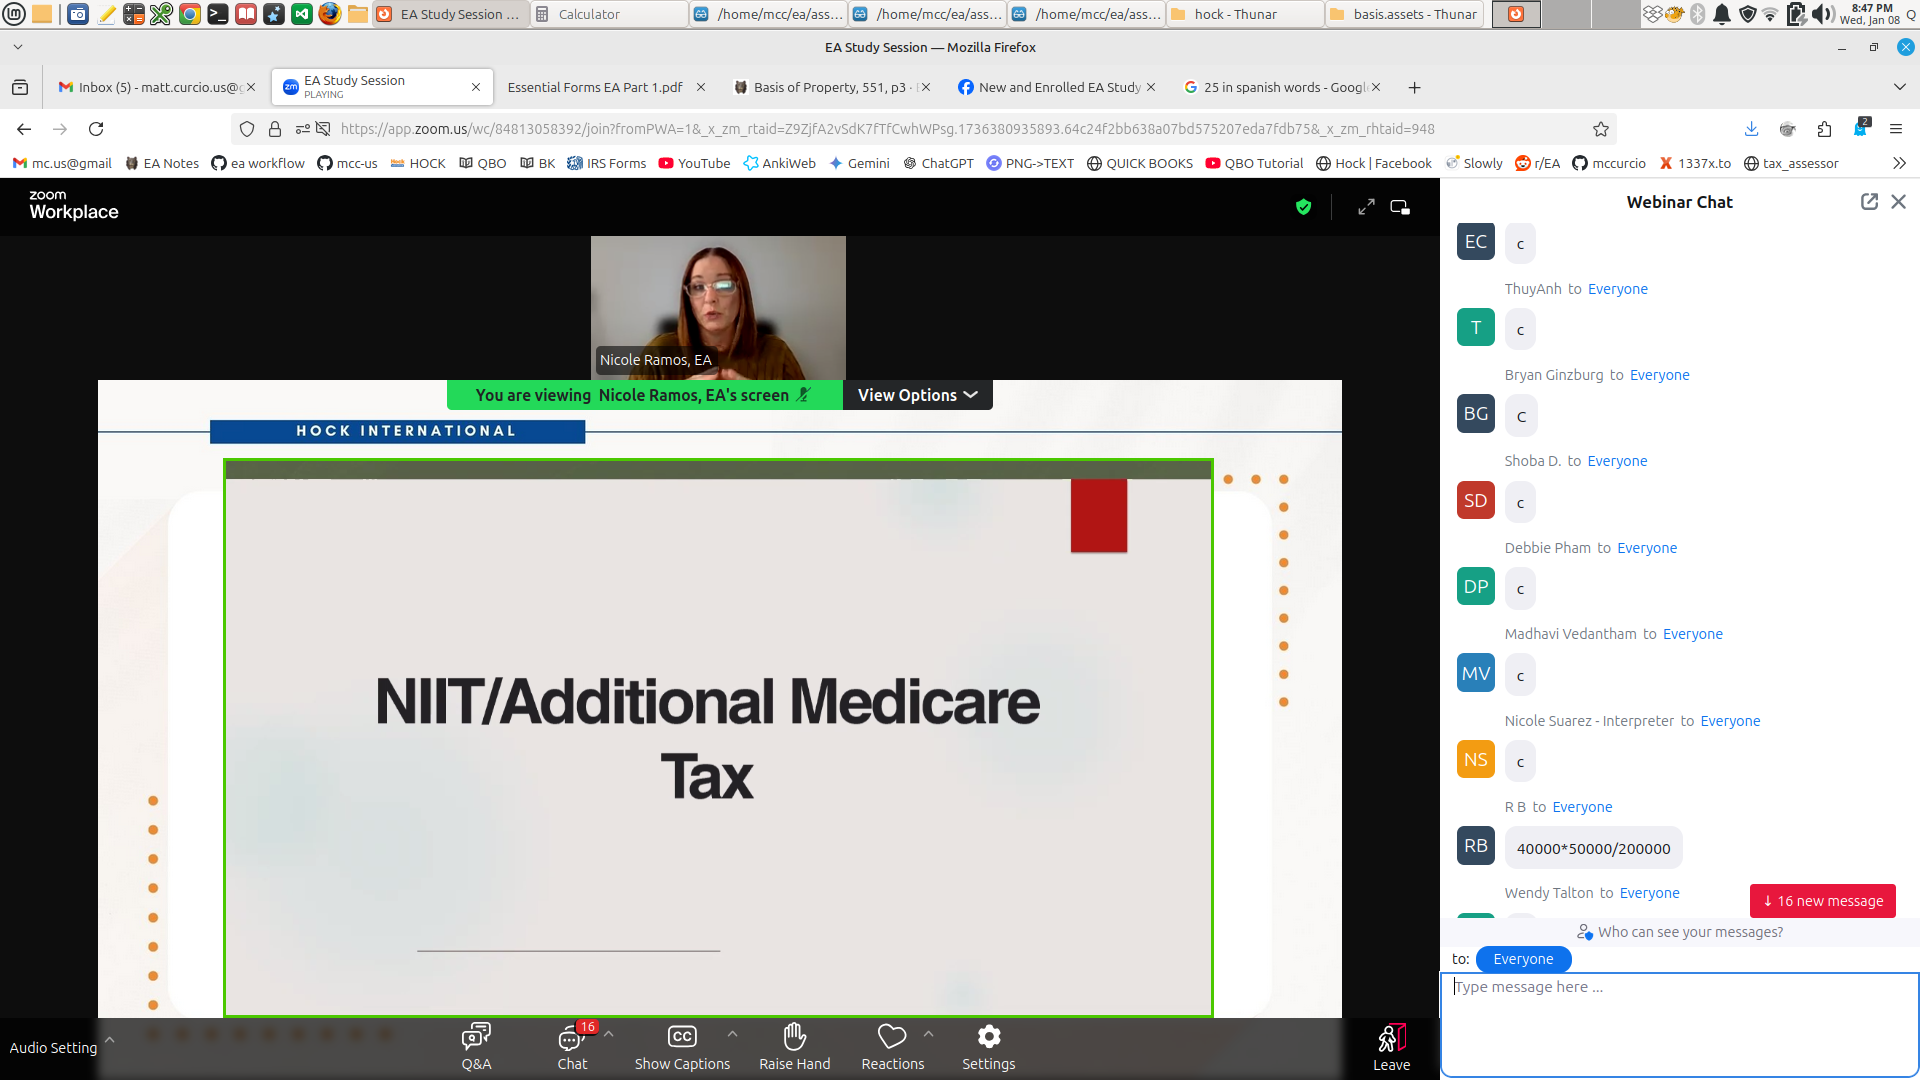 EA Study Session ...
Calculator
/home/mcc/ea/ass...
/home/mcc/ea/ass...
/home/mcc/ea/ass...
hock - Thunar
basis.assets - Thunar
8:47 PM
Wed, Jan 08
EA Study Session — Mozilla Firefox
Inbox (5) - matt.curcio.us@g
EA Study Session
PLAYING
Essential Forms EA Part 1.pdf
Basis of Property, 551, p3 ·
New and Enrolled EA Study
25 in spanish words - Googl
https://app.zoom.us/wc/84813058392/join?fromPWA=1&_x_zm_rtaid=Z9ZjfA2vSdK7fTfCwhWPsg.1736380935893.64c24f2bb638a07bd575207eda7fdb75&_x_zm_rhtaid=948
2
mc.us@gmail
EA Notes
ea workflow
mcc-us
HOCK
QBO
BK
IRS Forms
YouTube
AnkiWeb
Gemini
ChatGPT
PNG->TEXT
QUICK BOOKS
QBO Tutorial
Hock | Facebook
Slowly
r/EA
mccurcio
1337x.to
tax_assessor
zoom
Workplace
Nicole Ramos, EA
You are viewing Nicole Ramos, EA's screen
View Options
HOCK INTERNATIONAL
NIIT/Additional Medicare
Tax
Webinar Chat
EC
c
ThuyAnh to Everyone
T
c
Bryan Ginzburg to Everyone
BG
C
Shoba D. to Everyone
SD
c
Debbie Pham to Everyone
DP
c
Madhavi Vedantham to Everyone
MV
c
Nicole Suarez - Interpreter to Everyone
NS
c
R B to Everyone
RB
40000*50000/200000
Wendy Talton to Everyone
↓ 16 new message
Who can see your messages?
to: Everyone
Type message here ...
Audio Setting
Q&A
16
Chat
CC
Show Captions
Raise Hand
Reactions
Settings
Leave